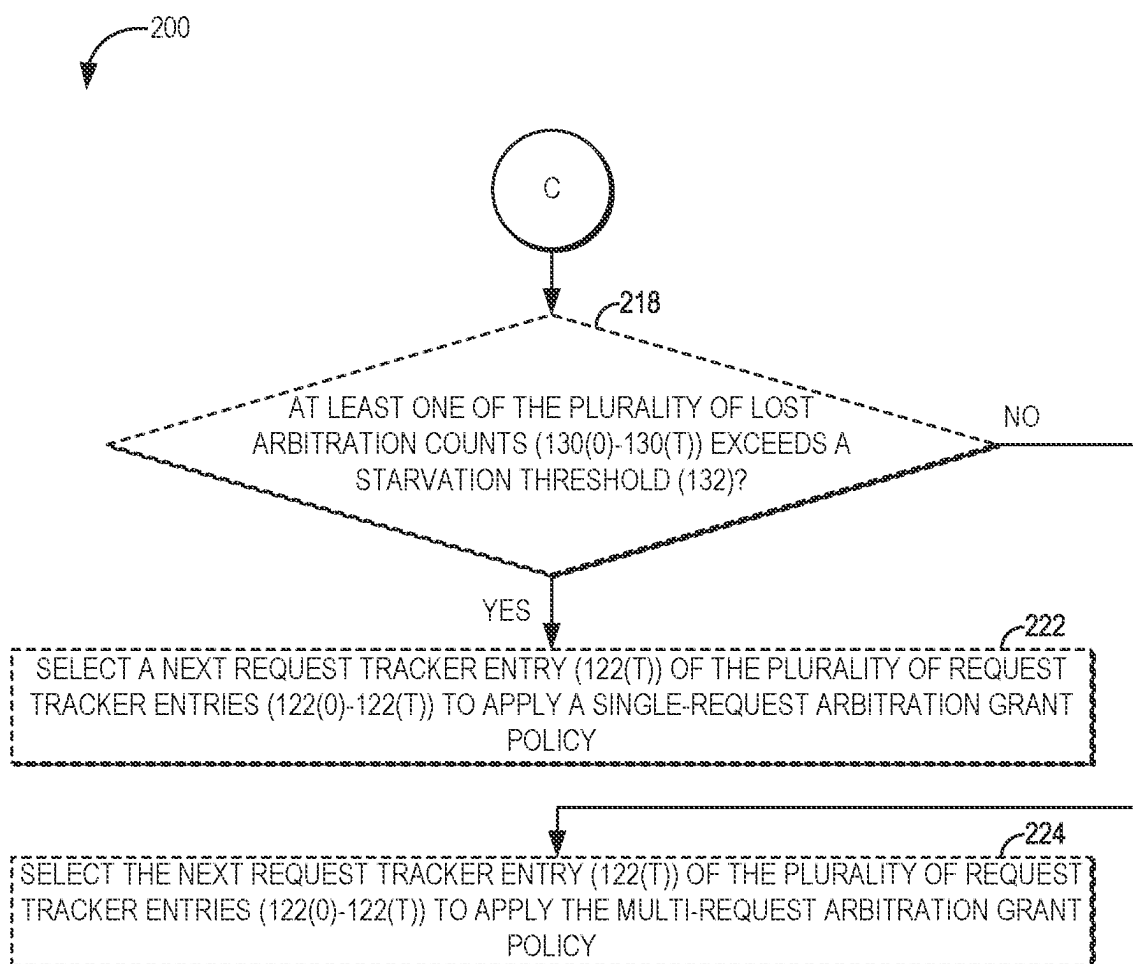 200
C
218
AT LEAST ONE OF THE PLURALITY OF LOST
ARBITRATION COUNTS (130(0)-130(T)) EXCEEDS A
STARVATION THRESHOLD (132)?
NO
YES
222
SELECT A NEXT REQUEST TRACKER ENTRY (122(T)) OF THE PLURALITY OF REQUEST
TRACKER ENTRIES (122(0)-122(T)) TO APPLY A SINGLE-REQUEST ARBITRATION GRANT
POLICY
224
SELECT THE NEXT REQUEST TRACKER ENTRY (122(T)) OF THE PLURALITY OF REQUEST
TRACKER ENTRIES (122(0)-122(T)) TO APPLY THE MULTI-REQUEST ARBITRATION GRANT
POLICY